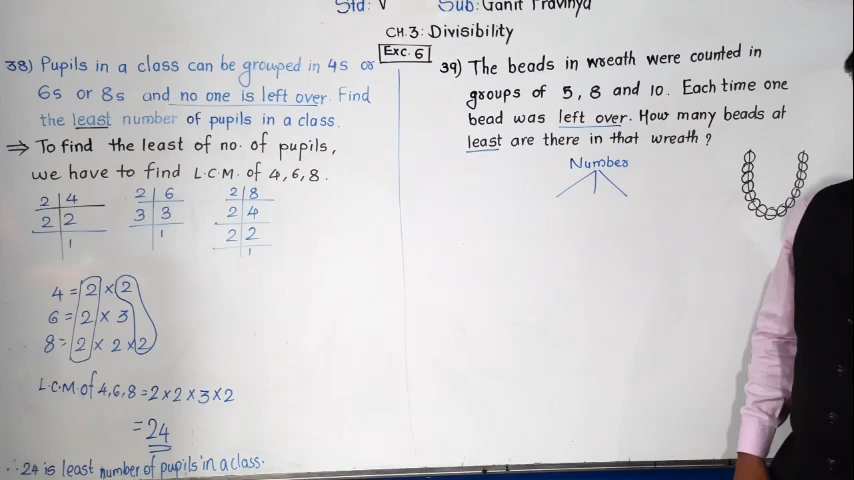 Std: V Sub: Ganit Pravinya
CH.3: Divisibility
Exc. 6
38) Pupils in a class can be grouped in 4s or
6s or 8s and no one is left over. Find
the least number of pupils in a class.
⇒ To find the least of no. of pupils,
we have to find L.C.M. of 4,6,8.
2 | 4
2 | 2
1
2 | 6
3 | 3
1
2 | 8
2 | 4
2 | 2
1
4 = 2 × 2
6 = 2 × 3
8 = 2 × 2 × 2
L.C.M. of 4,6,8 = 2 × 2 × 3 × 2
= 24
∴ 24 is least number of pupils in a class.
39) The beads in wreath were counted in
groups of 5, 8 and 10. Each time one
bead was left over. How many beads at
least are there in that wreath?
Number